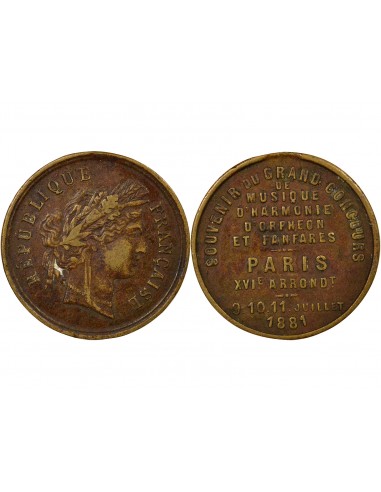 REPUBLIQUE FRANÇAISE
SOUVENIR DU GRAND CONCOURS
DE
MUSIQUE
D'HARMONIE
D'ORPHEON
ET FANFARES
PARIS
XVIE ARRONDT
9.10.11 JUILLET
1881